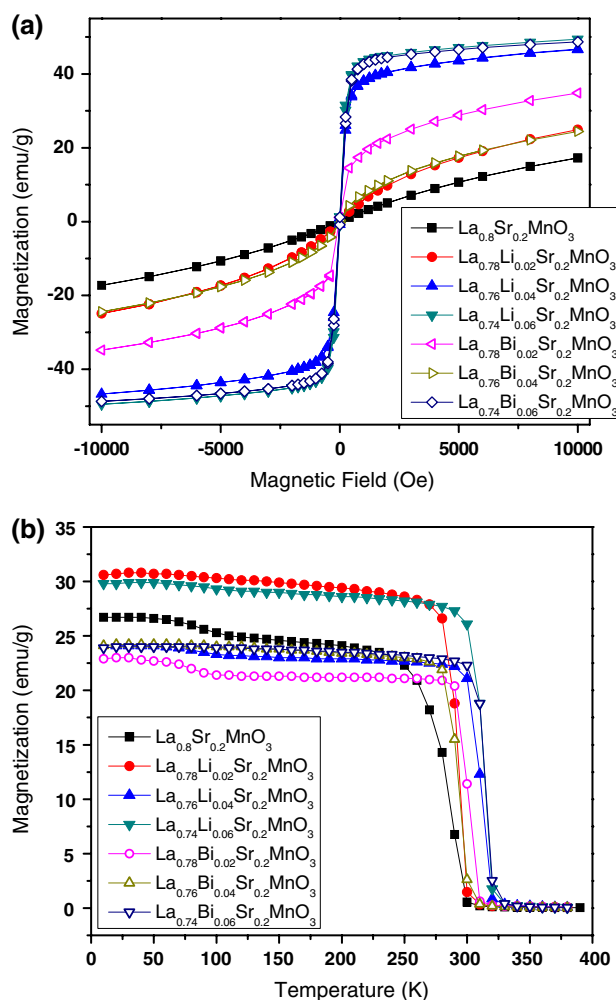 (a)
40
20
0
-20
-40
Magnetization (emu/g)
La0.8Sr0.2MnO3
La0.78Li0.02Sr0.2MnO3
La0.76Li0.04Sr0.2MnO3
La0.74Li0.06Sr0.2MnO3
La0.78Bi0.02Sr0.2MnO3
La0.76Bi0.04Sr0.2MnO3
La0.74Bi0.06Sr0.2MnO3
-10000 -5000 0 5000 10000
Magnetic Field (Oe)
(b)
35
30
25
20
15
10
5
0
Magnetization (emu/g)
La0.8Sr0.2MnO3
La0.78Li0.02Sr0.2MnO3
La0.76Li0.04Sr0.2MnO3
La0.74Li0.06Sr0.2MnO3
La0.78Bi0.02Sr0.2MnO3
La0.76Bi0.04Sr0.2MnO3
La0.74Bi0.06Sr0.2MnO3
0 50 100 150 200 250 300 350 400
Temperature (K)